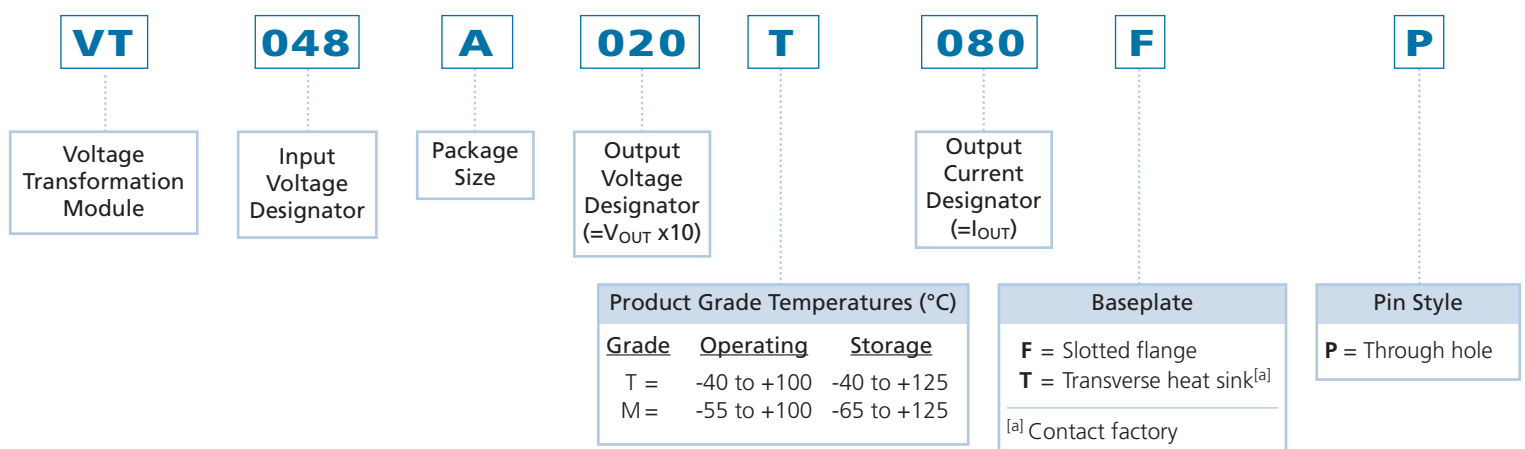 VT 048 A 020 T 080 F P
Voltage
Transformation
Module
Input
Voltage
Designator
Package
Size
Output
Voltage
Designator
(=VOUT x10)
Output
Current
Designator
(=IOUT)
Product Grade Temperatures (°C)
Grade Operating Storage
T = -40 to +100 -40 to +125
M = -55 to +100 -65 to +125
Baseplate
F = Slotted flange
T = Transverse heat sink[a]
[a] Contact factory
Pin Style
P = Through hole